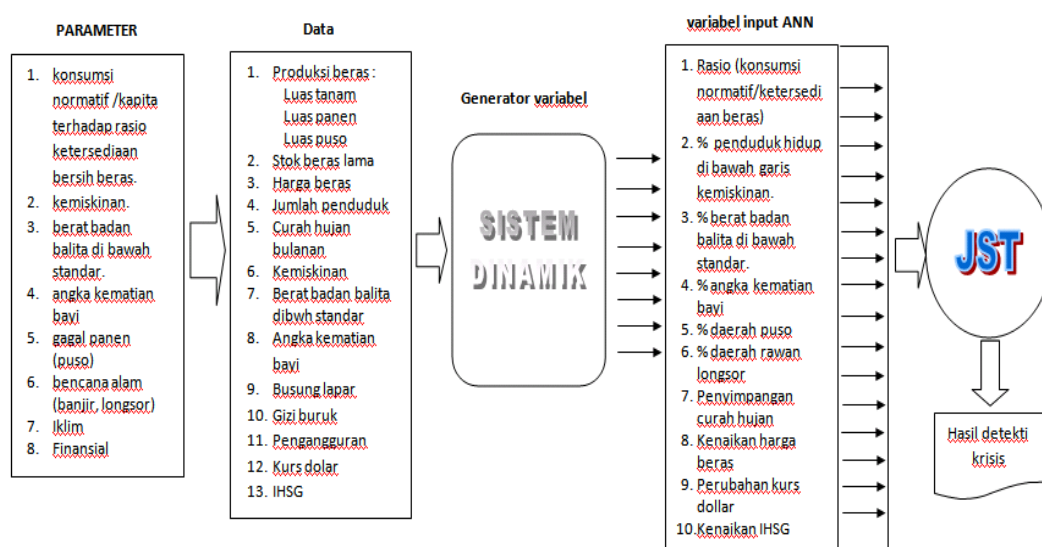 PARAMETER
1. konsumsi
normatif /kapita
terhadap rasio
ketersediaan
bersih beras.
2. kemiskinan.
3. berat badan
balita di bawah
standar.
4. angka kematian
bayi
5. gagal panen
(puso)
6. bencana alam
(banjir, longsor)
7. Iklim
8. Finansial
Data
1. Produksi beras :
Luas tanam
Luas panen
Luas puso
2. Stok beras lama
3. Harga beras
4. Jumlah penduduk
5. Curah hujan
bulanan
6. Kemiskinan
7. Berat badan balita
dibwh standar
8. Angka kematian
bayi
9. Busung lapar
10. Gizi buruk
11. Pengangguran
12. Kurs dolar
13. IHSG
Generator variabel
SISTEM
DINAMIK
variabel input ANN
1. Rasio (konsumsi
normatif/ketersedi
aan beras)
2. % penduduk hidup
di bawah garis
kemiskinan.
3. %berat badan
balita di bawah
standar.
4. %angka kematian
bayi
5. %daerah puso
6. %daerah rawan
longsor
7. Penyimpangan
curah hujan
8. Kenaikan harga
beras
9. Perubahan kurs
dollar
10. Kenaikan IHSG
JST
Hasil detekti
krisis